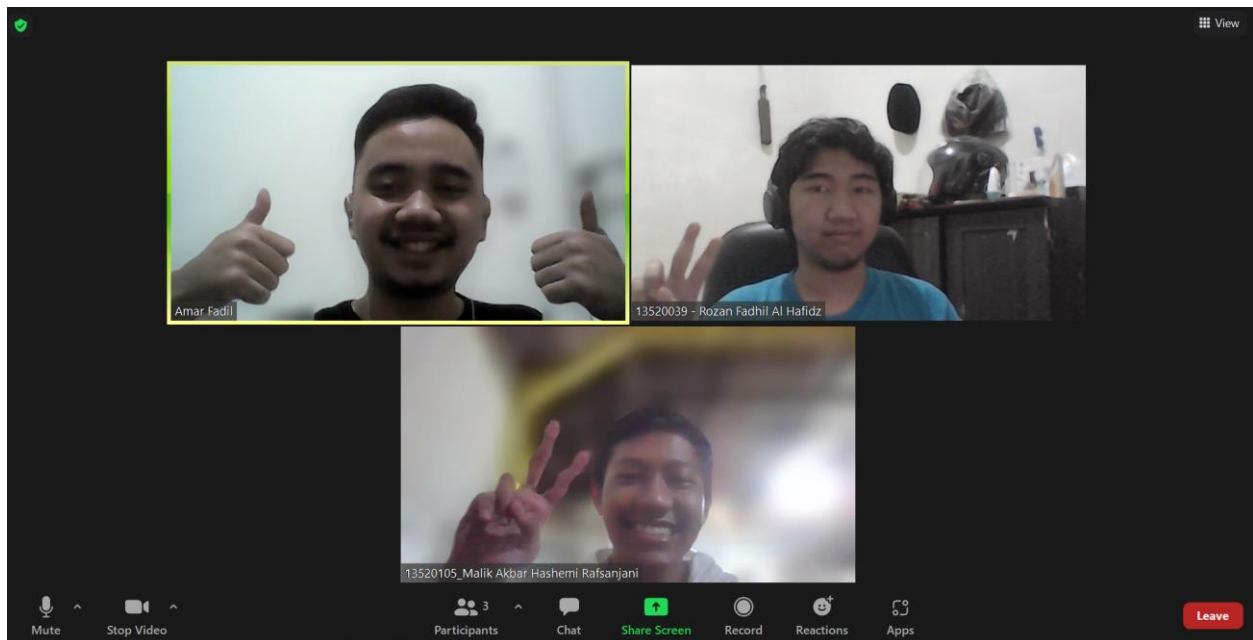 View
Amar Fadil
13520039 - Rozan Fadhil Al Hafidz
13520105_Malik Akbar Hashemi Rafsanjani
Mute
Stop Video
3
Participants
Chat
Share Screen
Record
Reactions
Apps
Leave